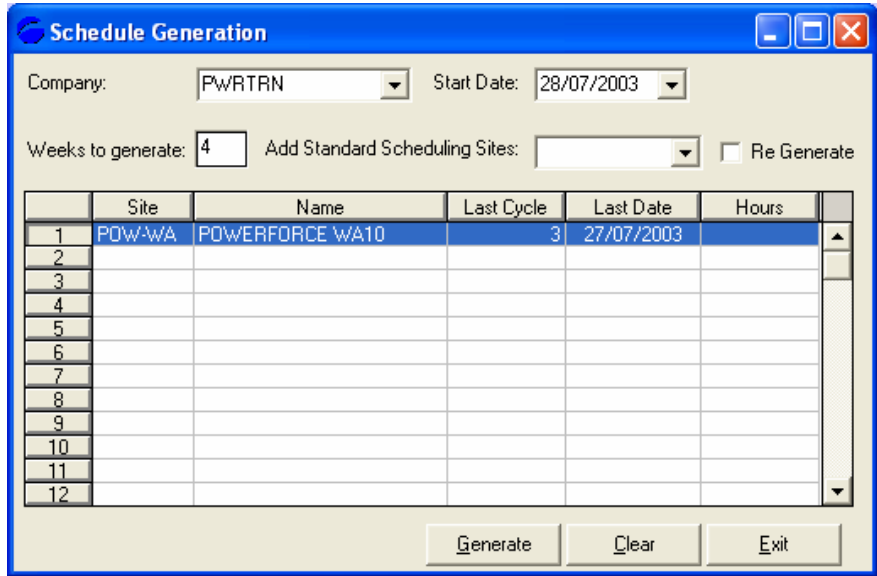 Schedule Generation
Company: PWRTRN Start Date: 28/07/2003
Weeks to generate: 4 Add Standard Scheduling Sites: Re Generate
Site Name Last Cycle Last Date Hours
1 POW-WA POWERFORCE WA10 3 27/07/2003
2
3
4
5
6
7
8
9
10
11
12
Generate Clear Exit